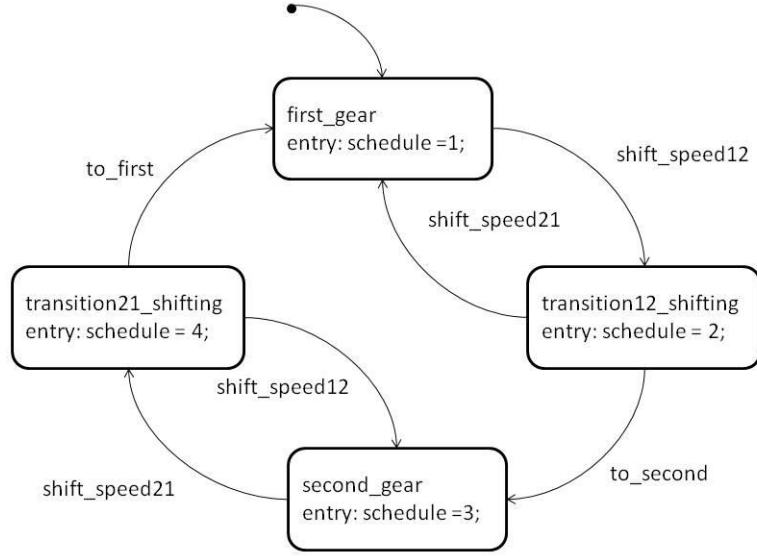 first_gear
entry: schedule =1;
to_first
shift_speed12
shift_speed21
transition21_shifting
entry: schedule = 4;
transition12_shifting
entry: schedule = 2;
shift_speed12
shift_speed21
second_gear
entry: schedule =3;
to_second